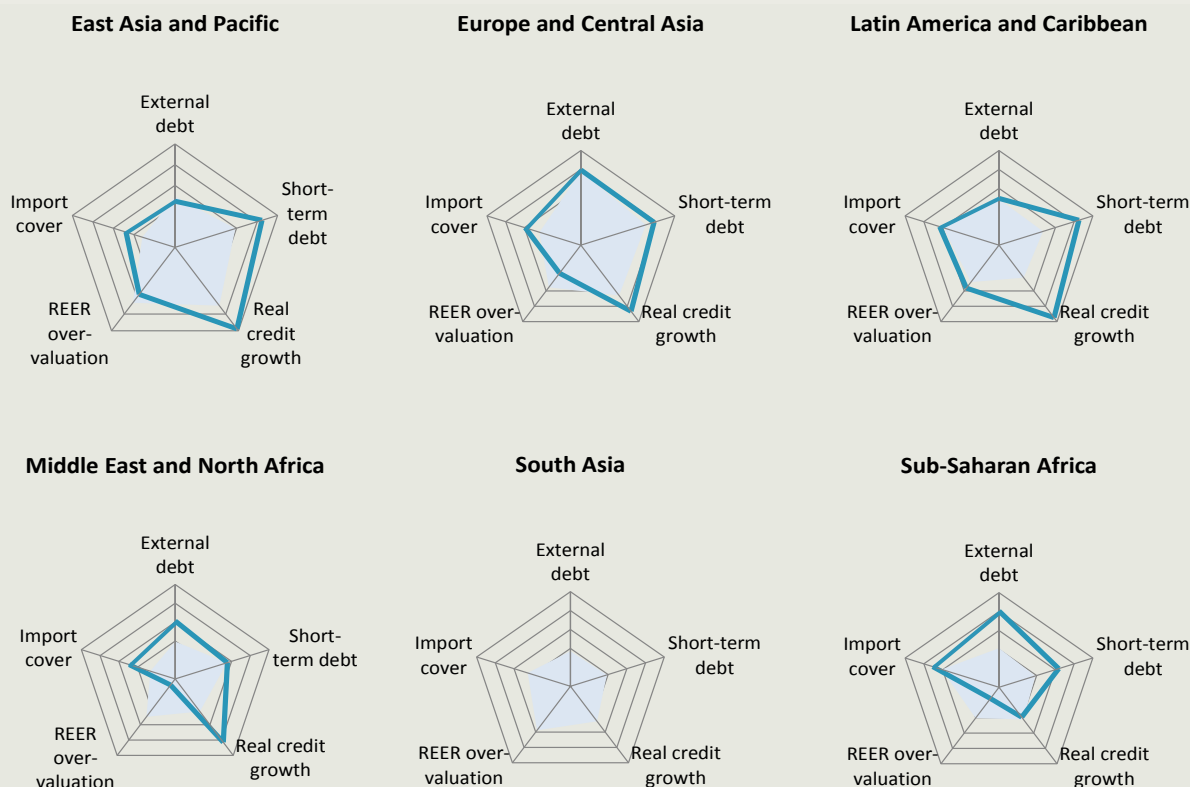 East Asia and Pacific
External
debt
Short-
term
debt
Real
credit
growth
REER
over-
valuation
Import
cover
Europe and Central Asia
External
debt
Short-term
debt
Real credit
growth
REER over-
valuation
Import
cover
Latin America and Caribbean
External
debt
Short-term
debt
Real credit
growth
REER over-
valuation
Import
cover
Middle East and North Africa
External
debt
Short-
term debt
Real credit
growth
REER
over-
valuation
Import
cover
South Asia
External
debt
Short-term
debt
Real credit
growth
REER over-
valuation
Import
cover
Sub-Saharan Africa
External
debt
Short-term
debt
Real credit
growth
REER over-
valuation
Import
cover